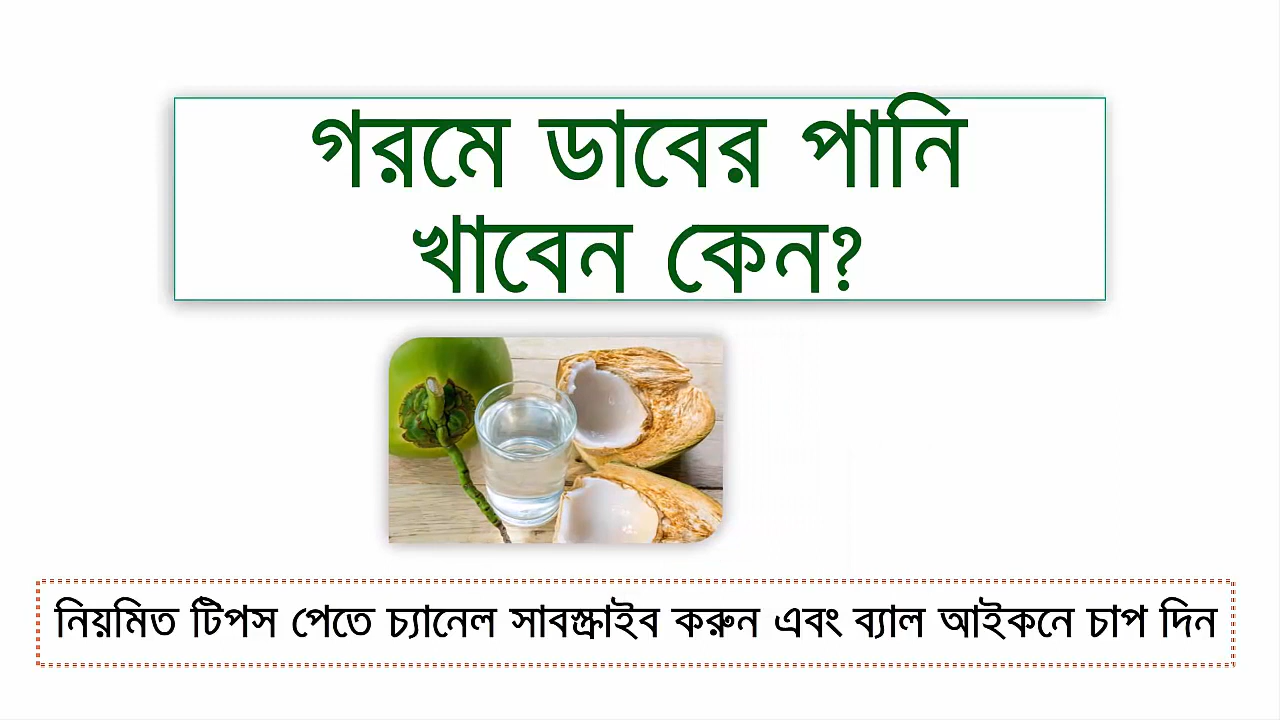 গরমে ডাবের পানি
খাবেন কেন?
নিয়মিত টিপস পেতে চ্যানেল সাবস্ক্রাইব করুন এবং ব্যাল আইকনে চাপ দিন